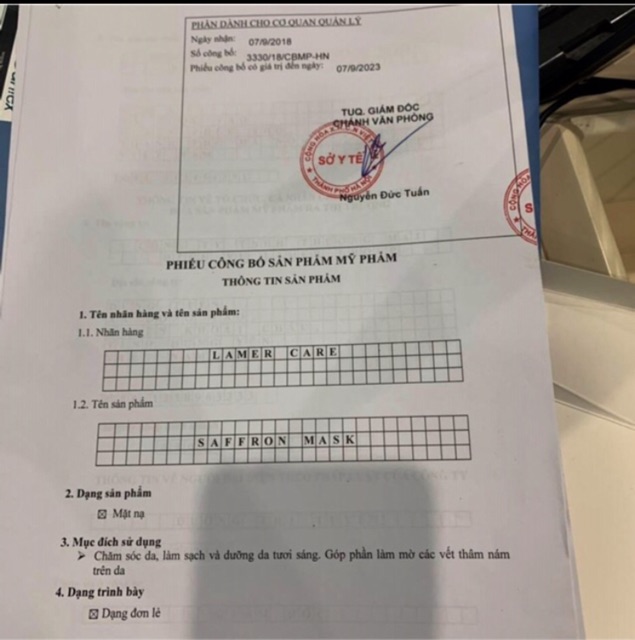 PHẦN DÀNH CHO CƠ QUAN QUẢN LÝ
Ngày nhận: 07/9/2018
Số công bố: 3330/18/CBMP-HN
Phiếu công bố có giá trị đến ngày: 07/9/2023
TUQ. GIÁM ĐỐC
CHÁNH VĂN PHÒNG
SỞ Y TẾ
THÀNH PHỐ HÀ NỘI
Nguyễn Đức Tuấn
PHIẾU CÔNG BỐ SẢN PHẨM MỸ PHẨM
THÔNG TIN SẢN PHẨM
1. Tên nhãn hàng và tên sản phẩm:
1.1. Nhãn hàng
LAMER CARE
1.2. Tên sản phẩm
SAFFRON MASK
2. Dạng sản phẩm
☒ Mặt nạ
3. Mục đích sử dụng
➢ Chăm sóc da, làm sạch và dưỡng da tươi sáng. Góp phần làm mờ các vết thâm nám
trên da
4. Dạng trình bày
☒ Dạng đơn lẻ